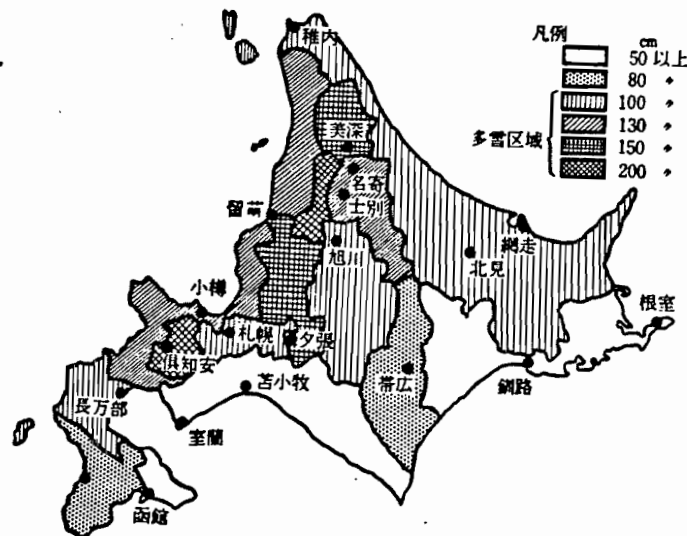 凡例
cm
50 以上
80 〃
多雪区域
100 〃
130 〃
150 〃
200 〃
稚内
美深
名寄
士別
留萌
旭川
網走
北見
小樽
根室
札幌
夕張
倶知安
苫小牧
帯広
釧路
長万部
室蘭
函館